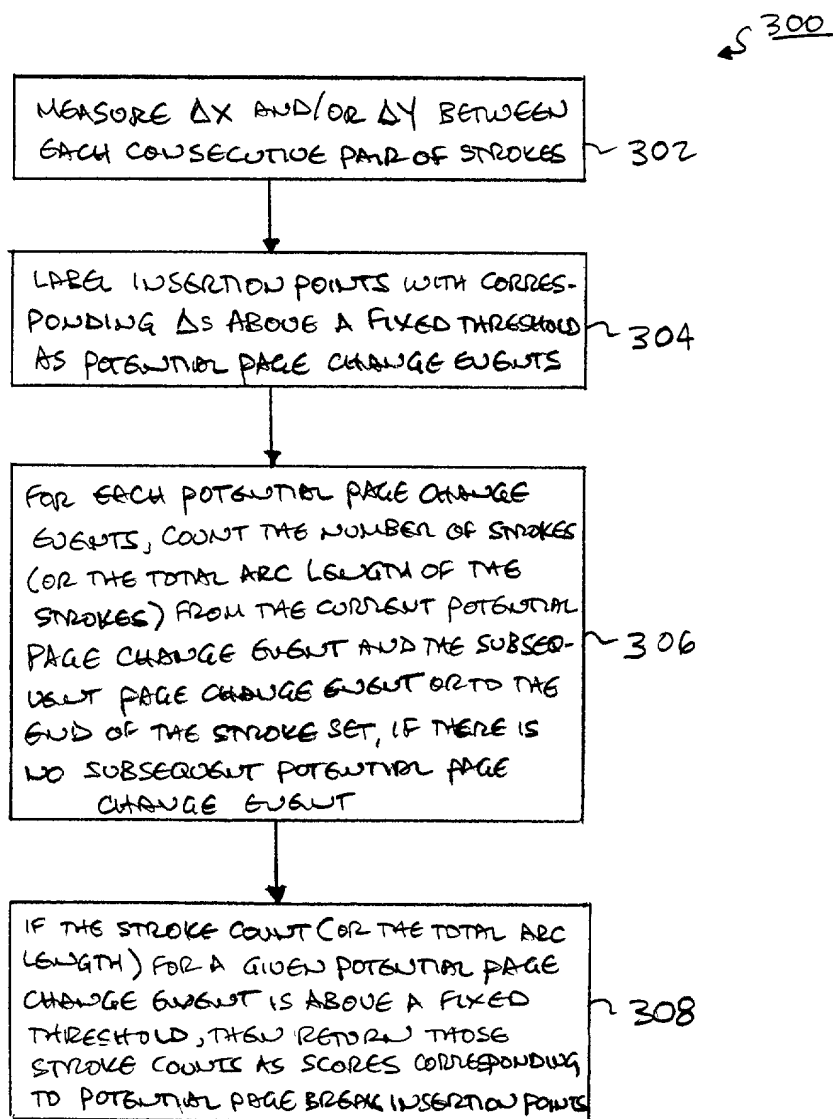 300
MEASURE ΔX AND/OR ΔY BETWEEN
EACH CONSECUTIVE PAIR OF STROKES
302
LABEL INSERTION POINTS WITH CORRES-
PONDING ΔS ABOVE A FIXED THRESHOLD
AS POTENTIAL PAGE CHANGE EVENTS
304
FOR EACH POTENTIAL PAGE CHANGE
EVENTS, COUNT THE NUMBER OF STROKES
(OR THE TOTAL ARC LENGTH OF THE
STROKES) FROM THE CURRENT POTENTIAL
PAGE CHANGE EVENT AND THE SUBSEQ-
UENT PAGE CHANGE EVENT OR TO THE
END OF THE STROKE SET, IF THERE IS
NO SUBSEQUENT POTENTIAL PAGE
CHANGE EVENT
306
IF THE STROKE COUNT (OR THE TOTAL ARC
LENGTH) FOR A GIVEN POTENTIAL PAGE
CHANGE EVENT IS ABOVE A FIXED
THRESHOLD, THEN RETURN THOSE
STROKE COUNTS AS SCORES CORRESPONDING
TO POTENTIAL PAGE BREAK INSERTION POINTS
308